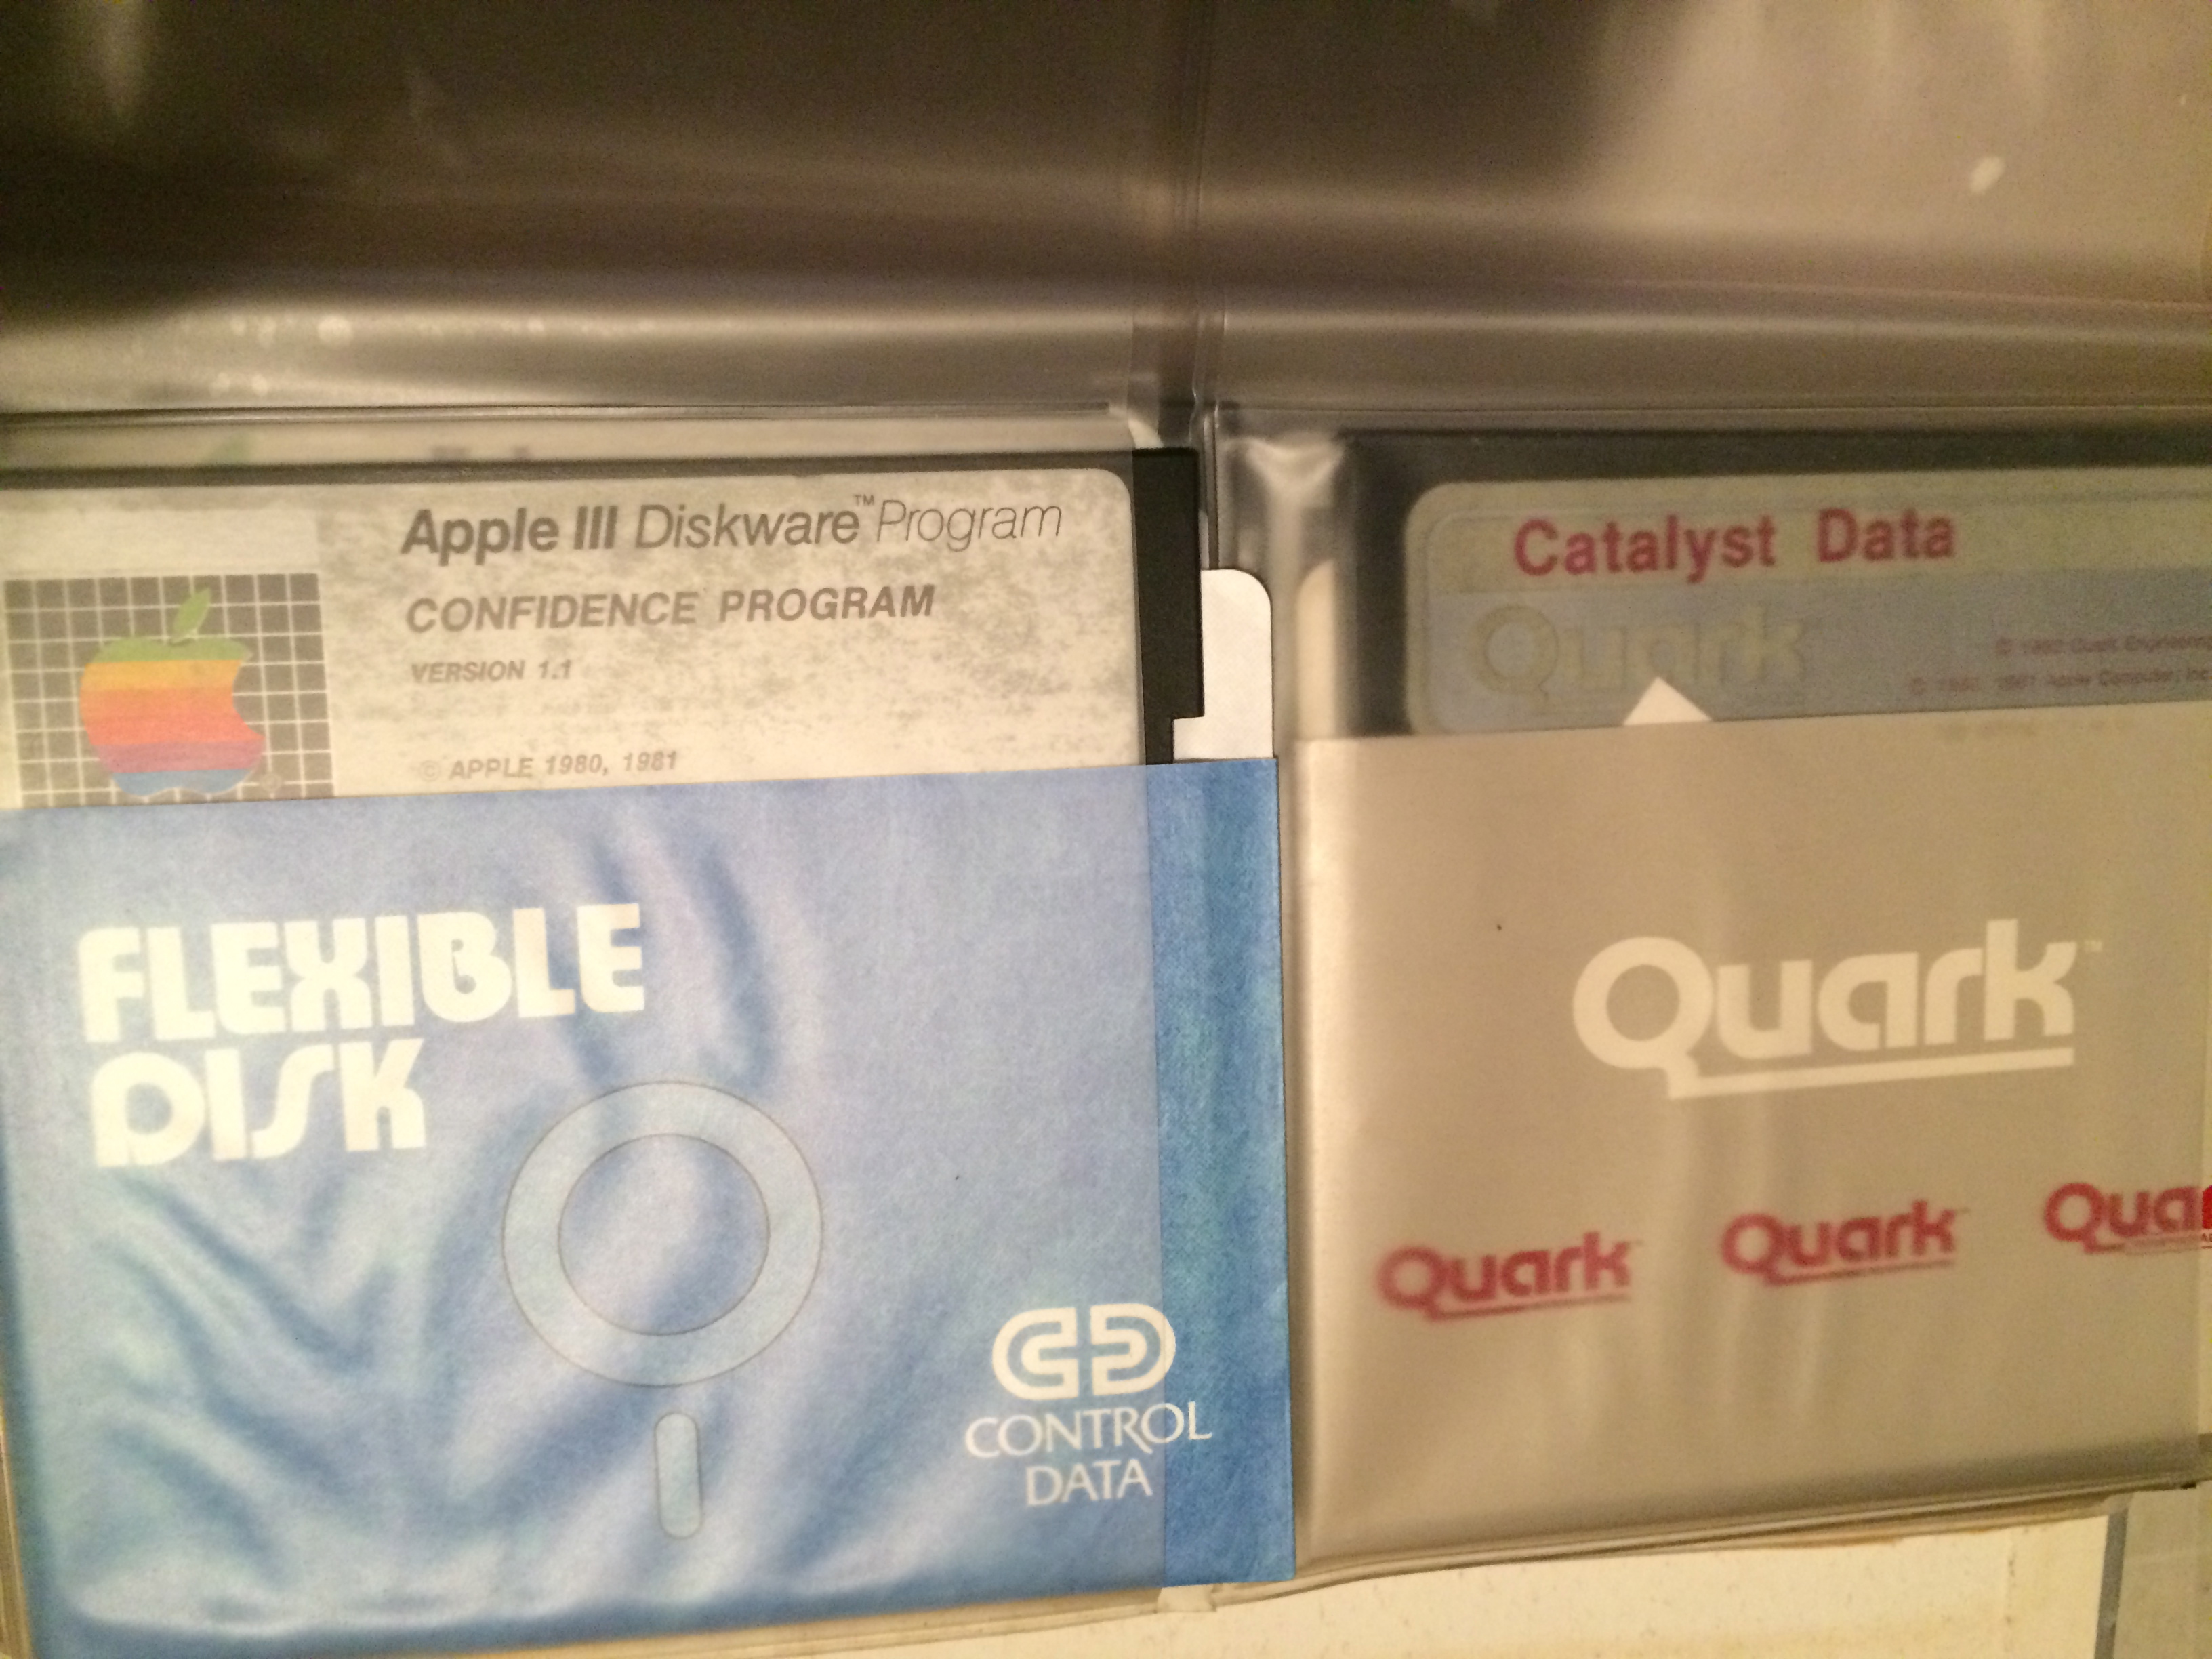 Apple III Diskware™ Program
CONFIDENCE PROGRAM
VERSION 1.1
© APPLE 1980, 1981
FLEXIBLE
DISK
CONTROL
DATA
Catalyst Data
Quark
Quark™
Quark
Quark
Quar